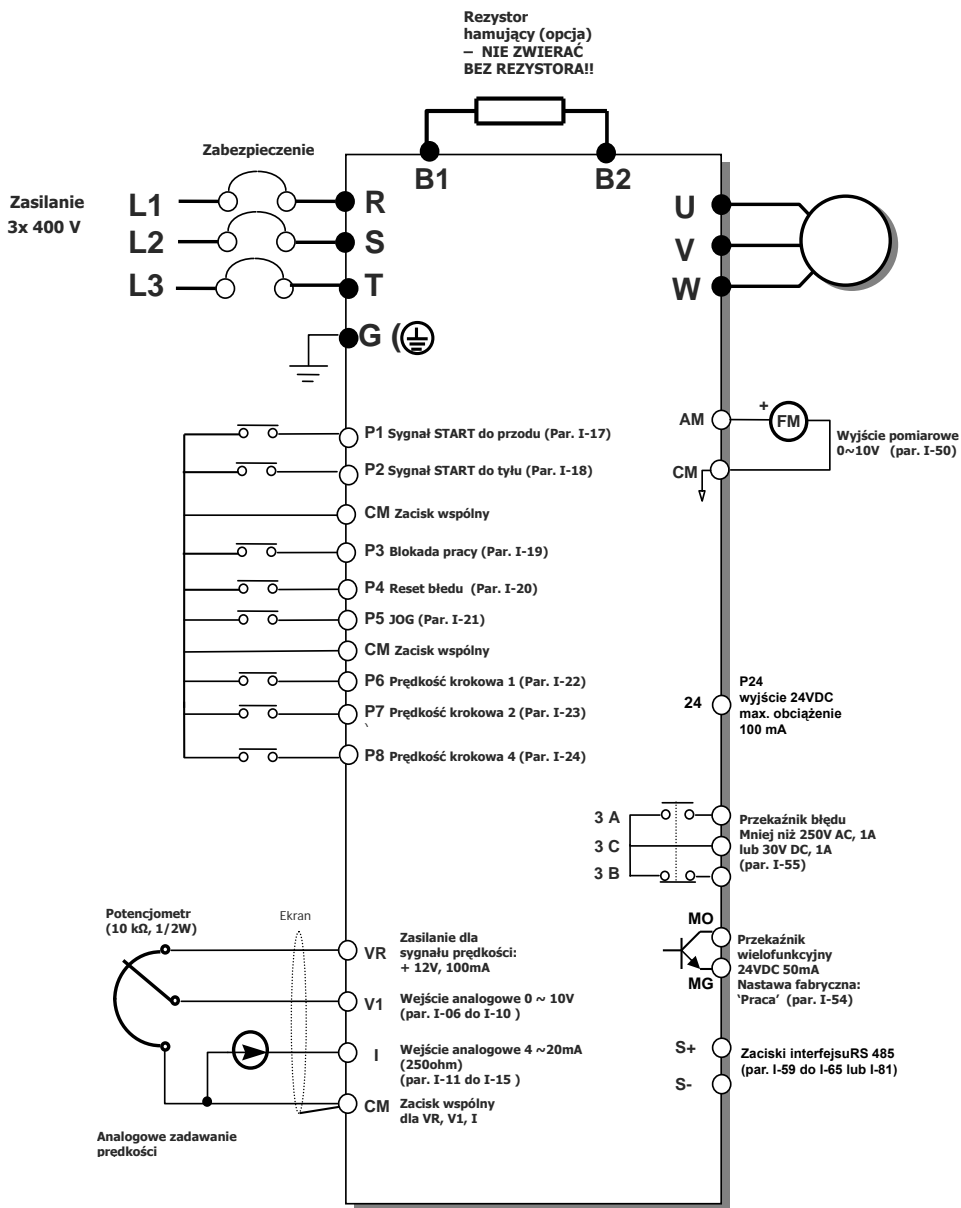 Rezystor
hamujący (opcja)
– NIE ZWIERAĆ
BEZ REZYSTORA!!
Zabezpieczenie
B1
B2
Zasilanie
3x 400 V
L1
R
L2
S
L3
T
G (
U
V
W
P1 Sygnał START do przodu (Par. I-17)
P2 Sygnał START do tyłu (Par. I-18)
CM Zacisk wspólny
P3 Blokada pracy (Par. I-19)
P4 Reset błedu (Par. I-20)
P5 JOG (Par. I-21)
CM Zacisk wspólny
P6 Prędkość krokowa 1 (Par. I-22)
P7 Prędkość krokowa 2 (Par. I-23)
`
P8 Prędkość krokowa 4 (Par. I-24)
AM
+
FM
CM
Wyjście pomiarowe
0~10V (par. I-50)
24
P24
wyjście 24VDC
max. obciążenie
100 mA
3 A
3 C
3 B
Przekaźnik błędu
Mniej niż 250V AC, 1A
lub 30V DC, 1A
(par. I-55)
MO
MG
Przekaźnik
wielofunkcyjny
24VDC 50mA
Nastawa fabryczna:
‘Praca’ (par. I-54)
S+
S-
Zaciski interfejsuRS 485
(par. I-59 do I-65 lub I-81)
Potencjometr
(10 kΩ, 1/2W)
Ekran
VR
Zasilanie dla
sygnału prędkości:
+ 12V, 100mA
V1
Wejście analogowe 0 ~ 10V
(par. I-06 do I-10 )
I
Wejście analogowe 4 ~20mA
(250ohm)
(par. I-11 do I-15 )
CM
Zacisk wspólny
dla VR, V1, I
Analogowe zadawanie
prędkości